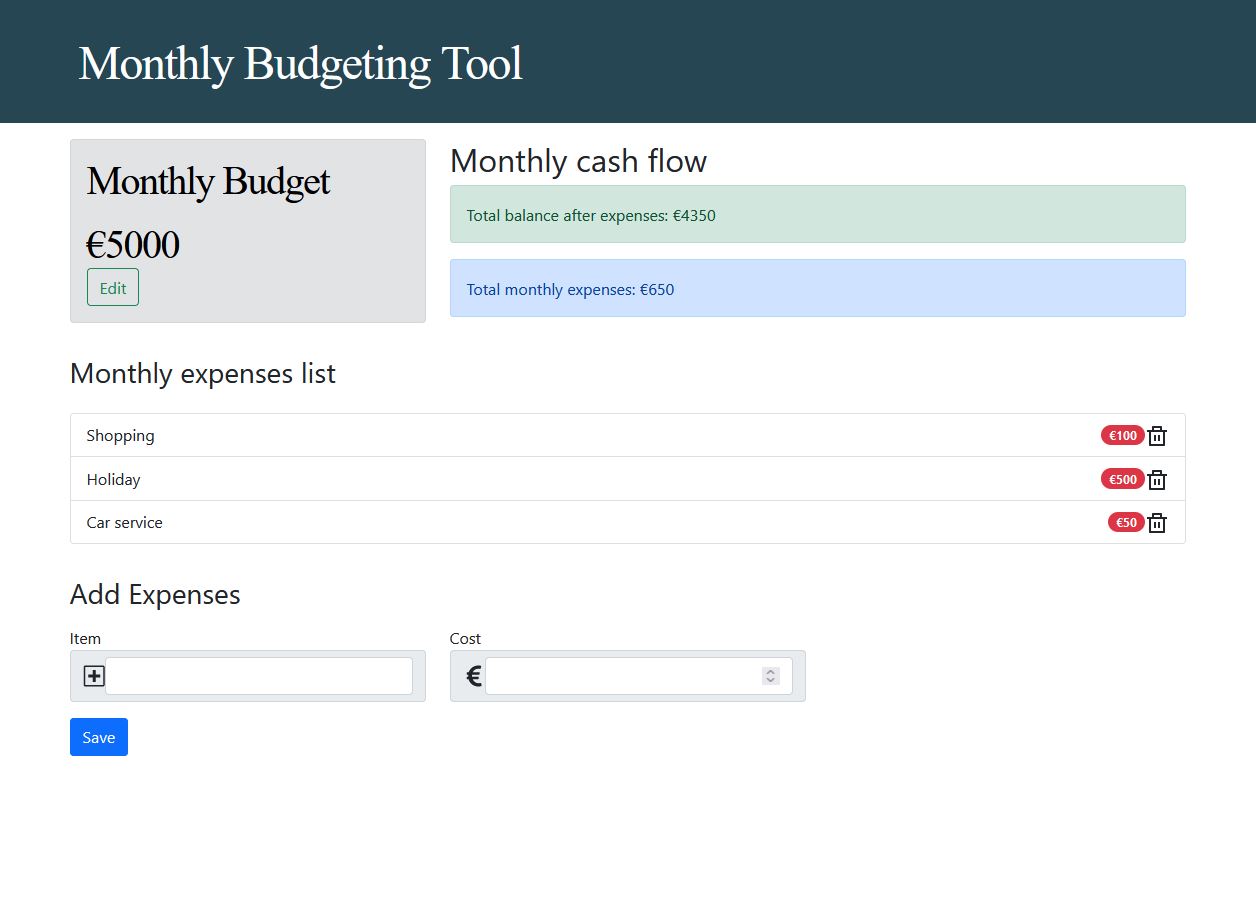 Monthly Budgeting Tool
Monthly Budget
€5000
Edit
Monthly cash flow
Total balance after expenses: €4350
Total monthly expenses: €650
Monthly expenses list
Shopping €100
Holiday €500
Car service €50
Add Expenses
Item
Cost
€
Save